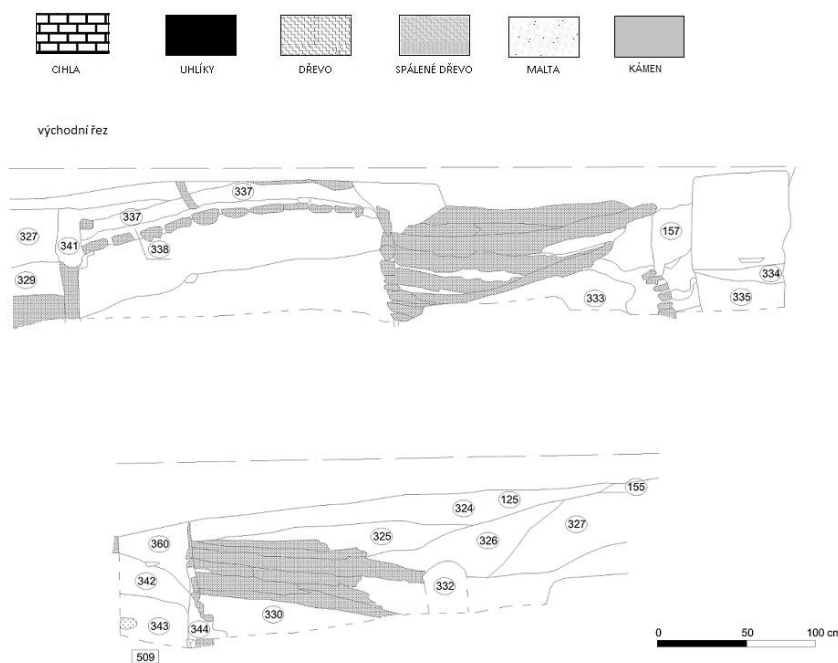 CIHLA UHLÍKY DŘEVO SPÁLENÉ DŘEVO MALTA KÁMEN
východní řez
337
337
327 341 338 157
329 333 334
335
155
125
324
327
325 326
360
342 332
330
343 344
509
0 50 100 cm